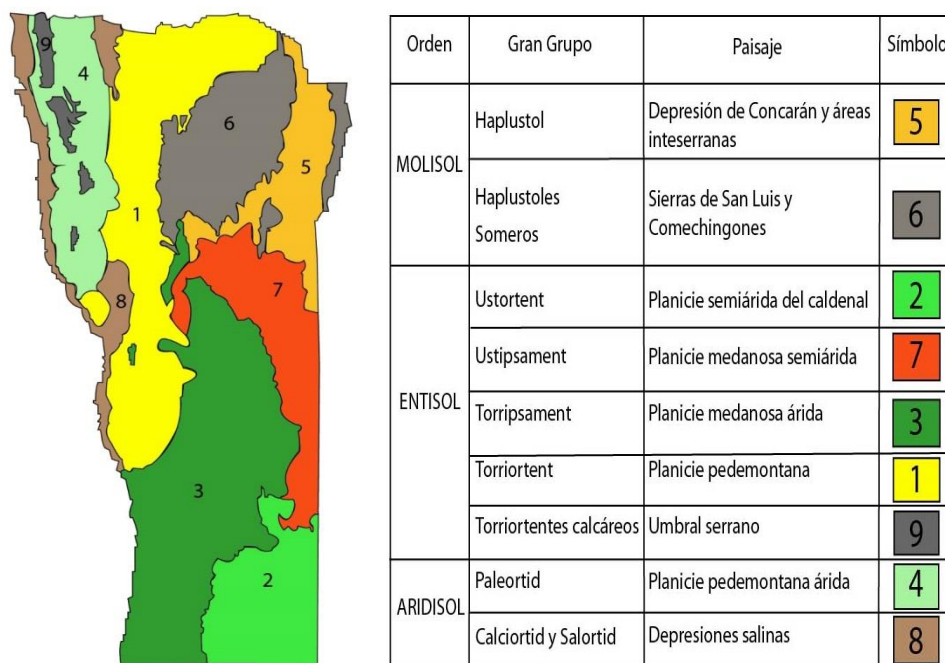 9
4
6
5
1
8
7
3
2
Orden Gran Grupo Paisaje Símbolo
MOLISOL
Haplustol Depresión de Concarán y áreas
inteserranas 5
Haplustoles Sierras de San Luis y
Someros Comechingones 6
ENTISOL
Ustortent Planicie semiárida del caldenal 2
Ustipsament Planicie medanosa semiárida 7
Torripsament Planicie medanosa árida 3
Torriortent Planicie pedemontana 1
Torriortentes calcáreos Umbral serrano 9
ARIDISOL
Paleortid Planicie pedemontana árida 4
Calciortid y Salortid Depresiones salinas 8